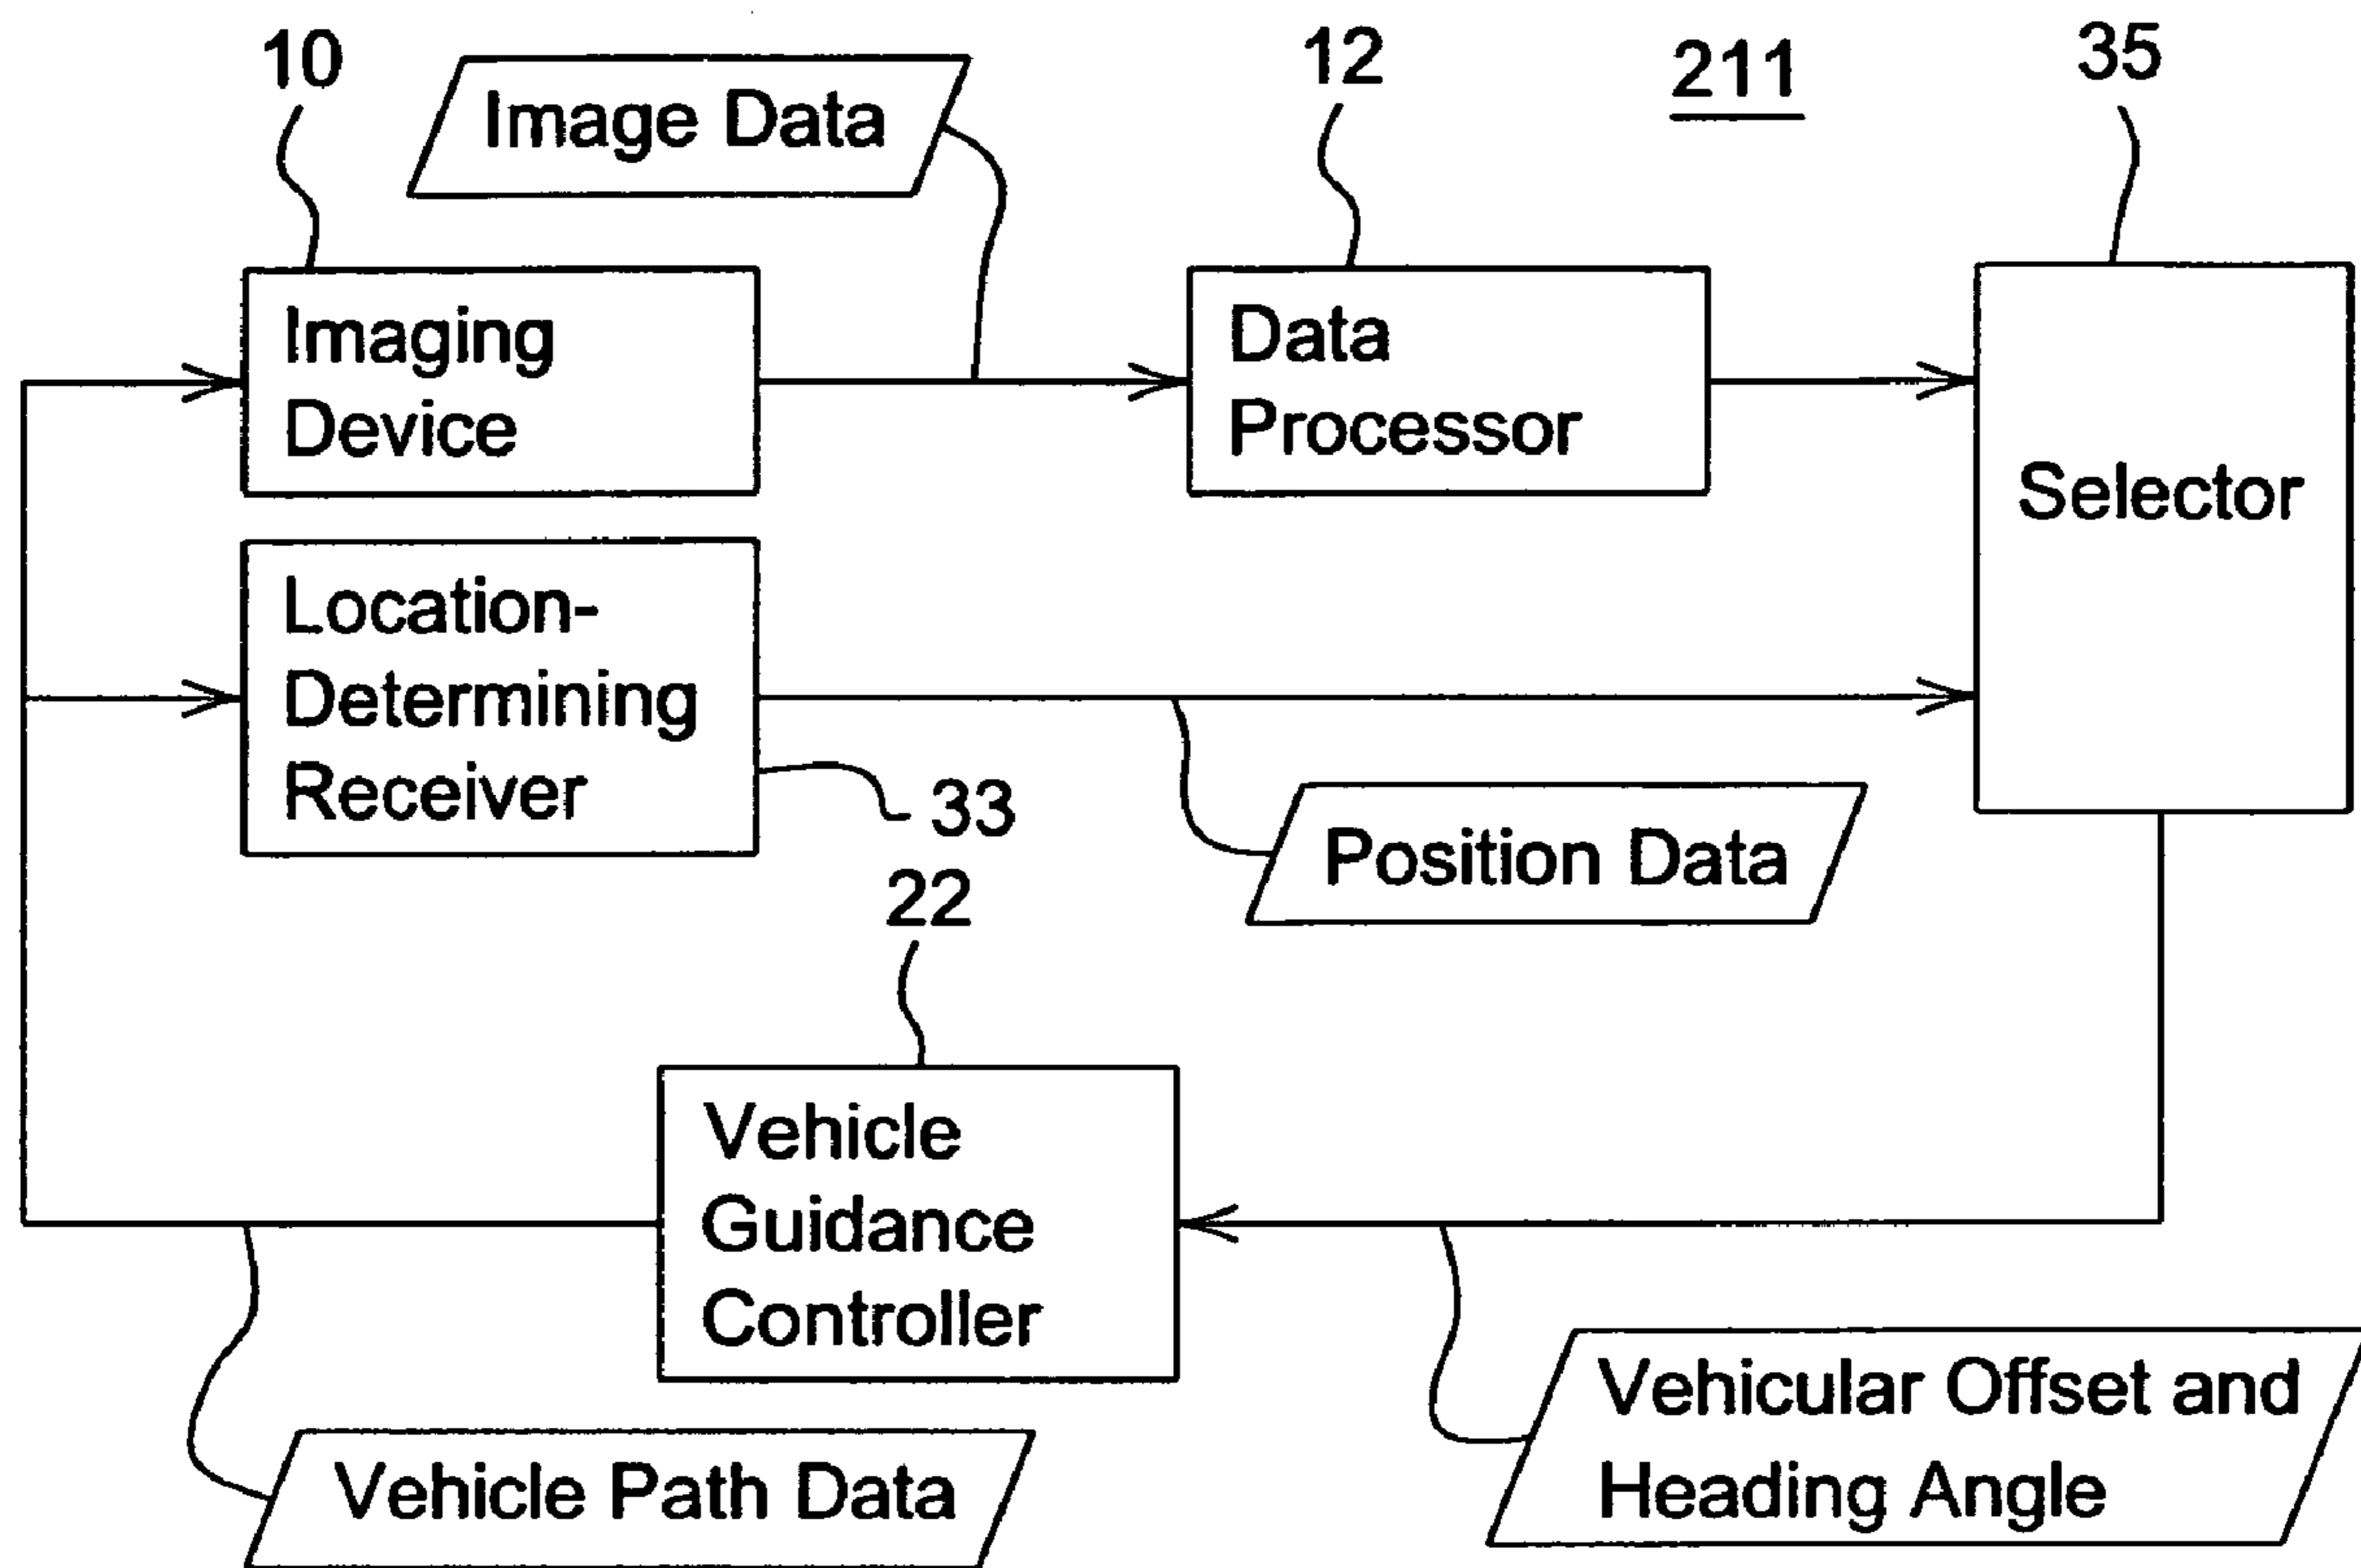 10
Image Data
12
211
35
Imaging
Device
Data
Processor
Selector
Location-
Determining
Receiver
33
Position Data
22
Vehicle
Guidance
Controller
Vehicular Offset and
Heading Angle
Vehicle Path Data